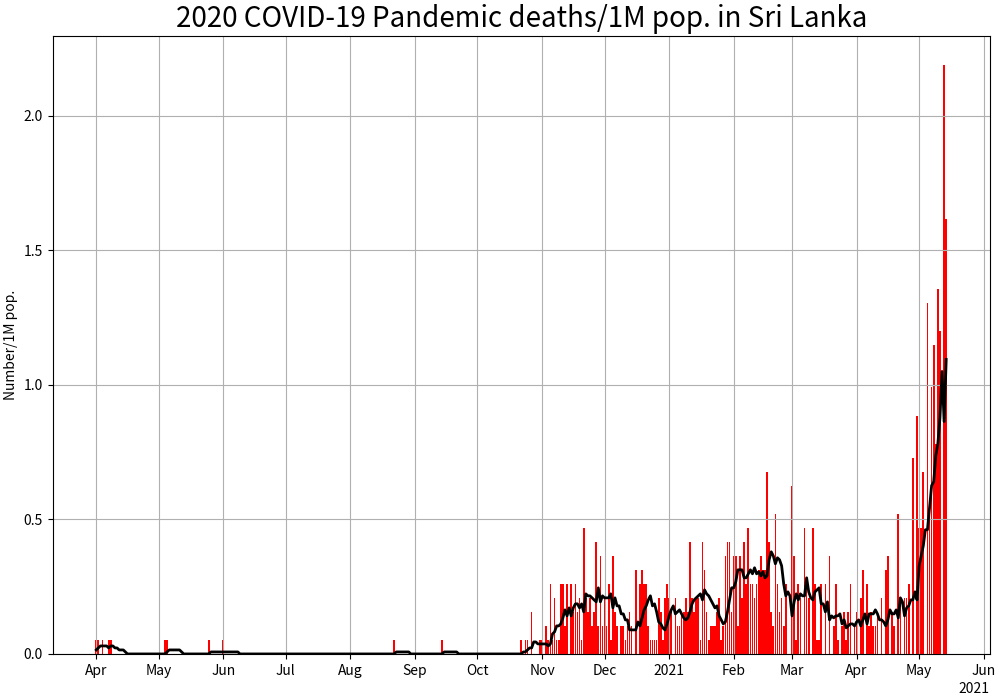 2020 COVID-19 Pandemic deaths/1M pop. in Sri Lanka
Number/1M pop.
2.0
1.5
1.0
0.5
0.0
Apr May Jun Jul Aug Sep Oct Nov Dec 2021 Feb Mar Apr May Jun
2021